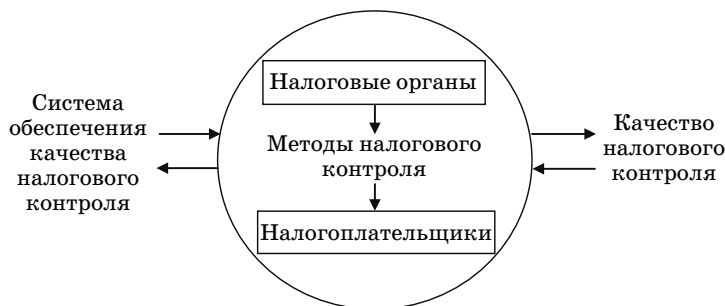 Система
обеспечения
качества
налогового
контроля
Налоговые органы
Методы налогового
контроля
Налогоплательщики
Качество
налогового
контроля